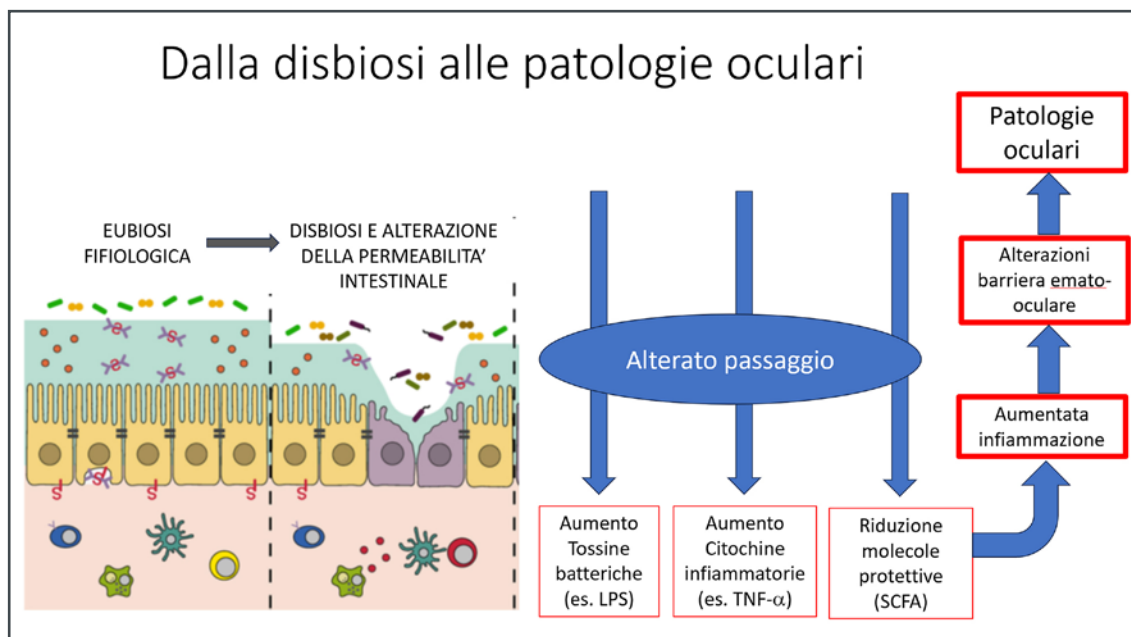 Dalla disbiosi alle patologie oculari
EUBIOSI
FIFIOLOGICA
DISBIOSI E ALTERAZIONE
DELLA PERMEABILITA'
INTESTINALE
Alterato passaggio
Aumento
Tossine
batteriche
(es. LPS)
Aumento
Citochine
infiammatorie
(es. TNF-α)
Riduzione
molecole
protettive
(SCFA)
Aumentata
infiammazione
Alterazioni
barriera emato-
oculare
Patologie
oculari